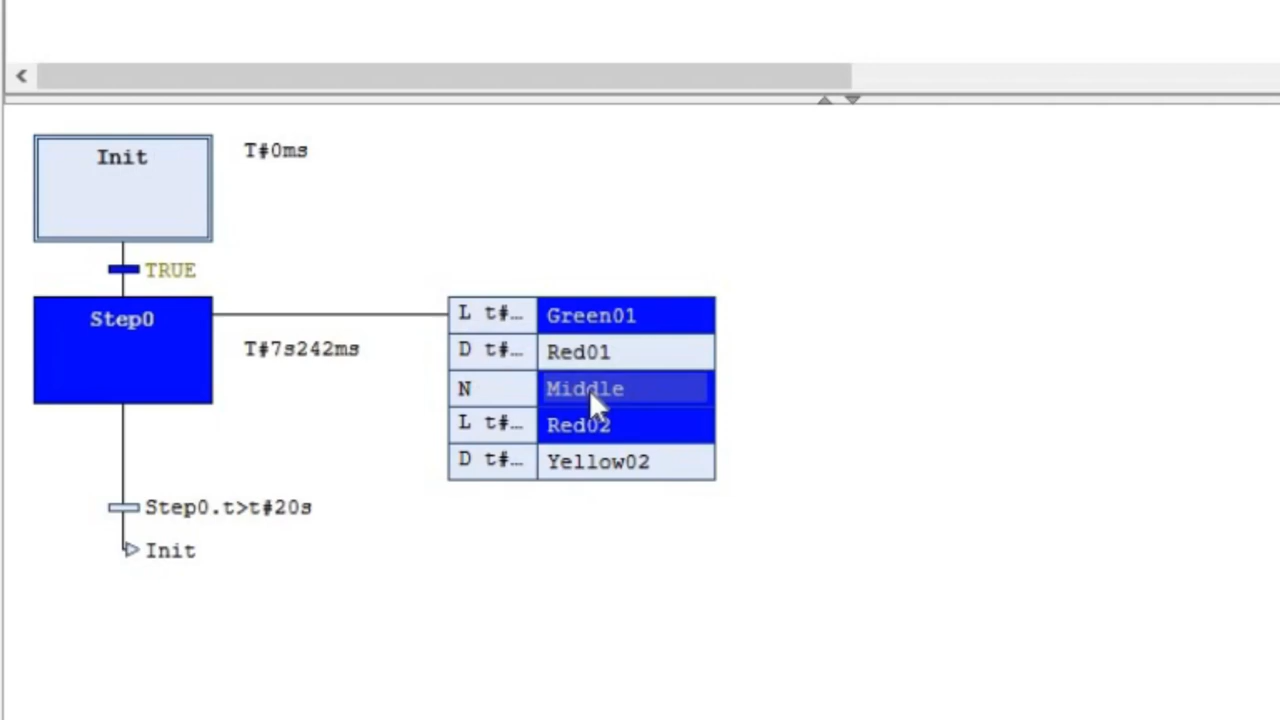 Init
T#0ms
TRUE
Step0
T#7s242ms
L t#… Green01
D t#… Red01
N Middle
L t#… Red02
D t#… Yellow02
Step0.t>t#20s
Init